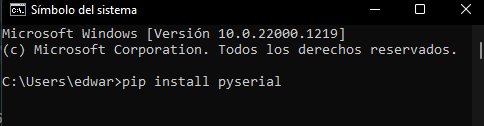 Símbolo del sistema
Microsoft Windows [Versión 10.0.22000.1219]
(c) Microsoft Corporation. Todos los derechos reservados.
C:\Users\edwar>pip install pyserial